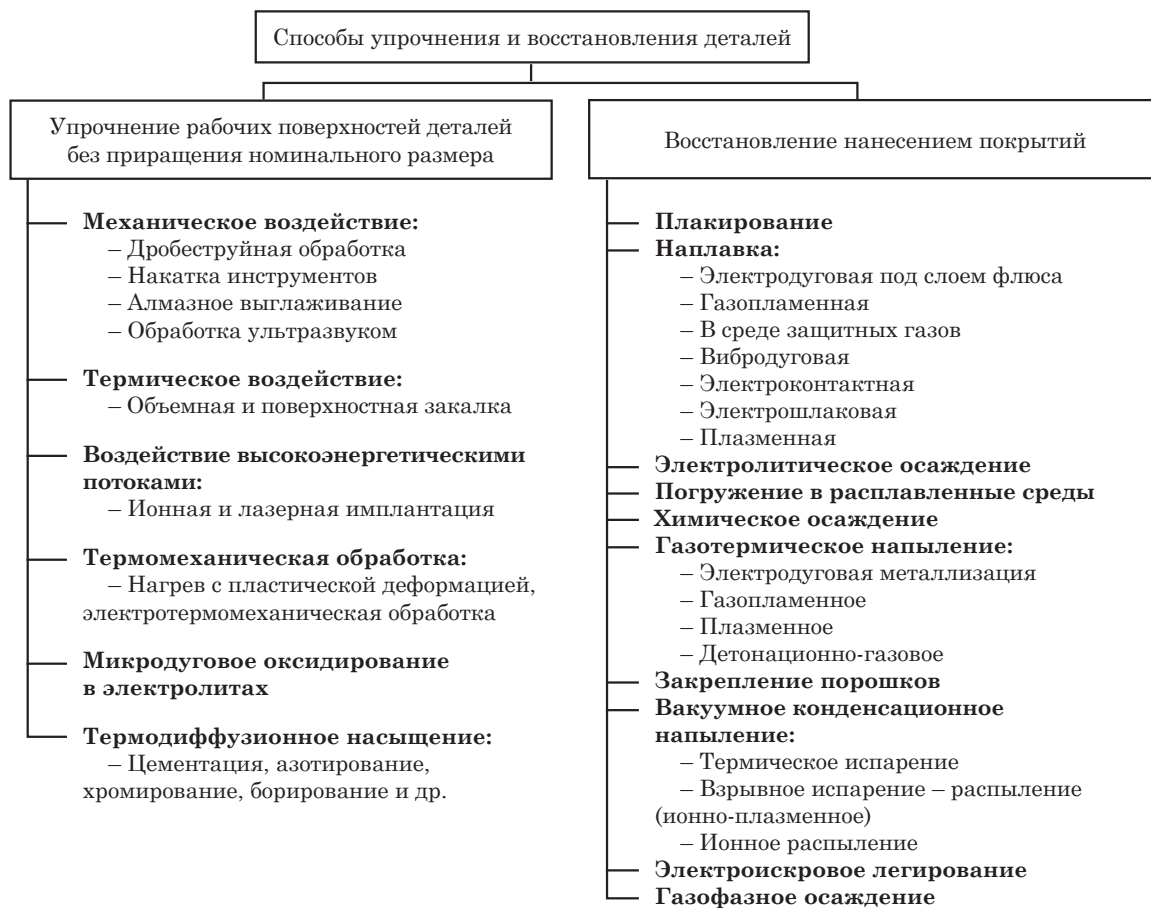 Способы упрочнения и восстановления деталей
Упрочнение рабочих поверхностей деталей
без приращения номинального размера
Механическое воздействие:
– Дробеструйная обработка
– Накатка инструментов
– Алмазное выглаживание
– Обработка ультразвуком
Термическое воздействие:
– Объемная и поверхностная закалка
Воздействие высокоэнергетическими
потоками:
– Ионная и лазерная имплантация
Термомеханическая обработка:
– Нагрев с пластической деформацией,
электротермомеханическая обработка
Микродуговое оксидирование
в электролитах
Термодиффузионное насыщение:
– Цементация, азотирование,
хромирование, борирование и др.
Восстановление нанесением покрытий
Плакирование
Наплавка:
– Электродуговая под слоем флюса
– Газопламенная
– В среде защитных газов
– Вибродуговая
– Электроконтактная
– Электрошлаковая
– Плазменная
Электролитическое осаждение
Погружение в расплавленные среды
Химическое осаждение
Газотермическое напыление:
– Электродуговая металлизация
– Газопламенное
– Плазменное
– Детонационно-газовое
Закрепление порошков
Вакуумное конденсационное
напыление:
– Термическое испарение
– Взрывное испарение – распыление
(ионно-плазменное)
– Ионное распыление
Электроискровое легирование
Газофазное осаждение